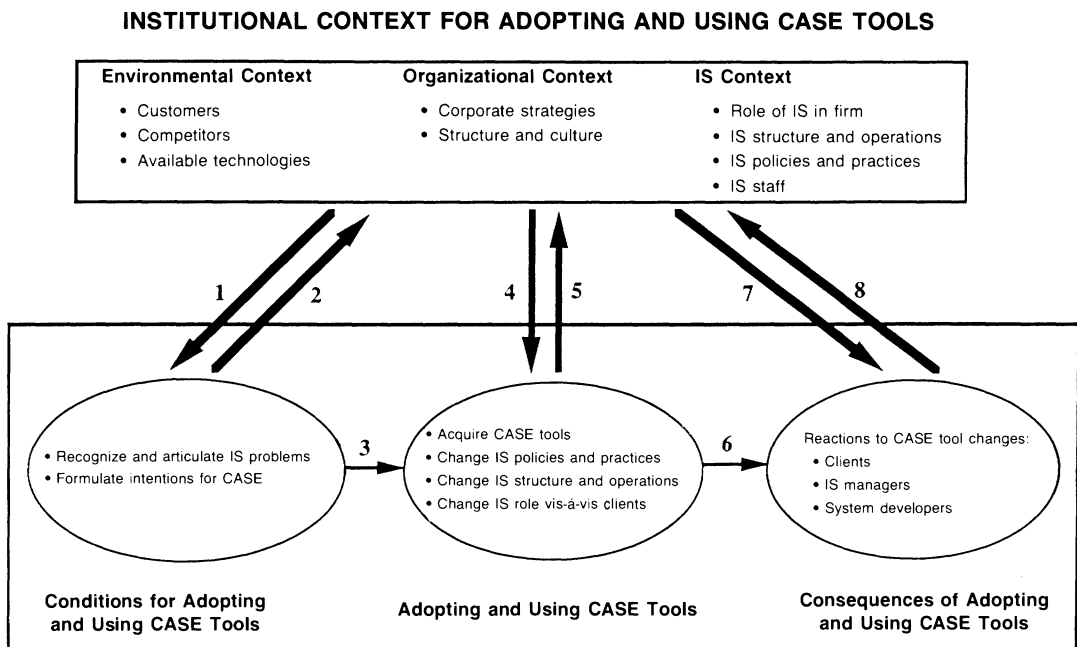 INSTITUTIONAL CONTEXT FOR ADOPTING AND USING CASE TOOLS
Environmental Context
• Customers
• Competitors
• Available technologies
Organizational Context
• Corporate strategies
• Structure and culture
IS Context
• Role of IS in firm
• IS structure and operations
• IS policies and practices
• IS staff
1
2
4
5
7
8
• Recognize and articulate IS problems
• Formulate intentions for CASE
3
• Acquire CASE tools
• Change IS policies and practices
• Change IS structure and operations
• Change IS role vis-á-vis clients
6
Reactions to CASE tool changes:
• Clients
• IS managers
• System developers
Conditions for Adopting
and Using CASE Tools
Adopting and Using CASE Tools
Consequences of Adopting
and Using CASE Tools